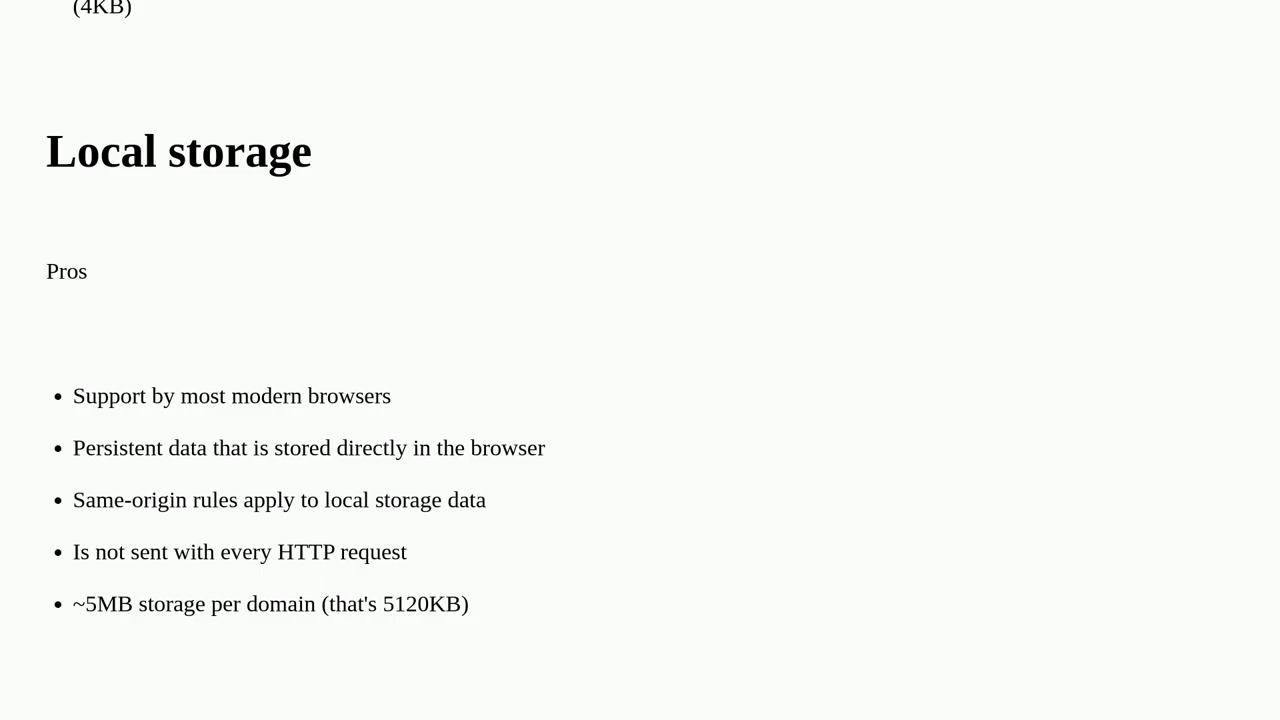 (4KB)
Local storage
Pros
• Support by most modern browsers
• Persistent data that is stored directly in the browser
• Same-origin rules apply to local storage data
• Is not sent with every HTTP request
• ~5MB storage per domain (that's 5120KB)